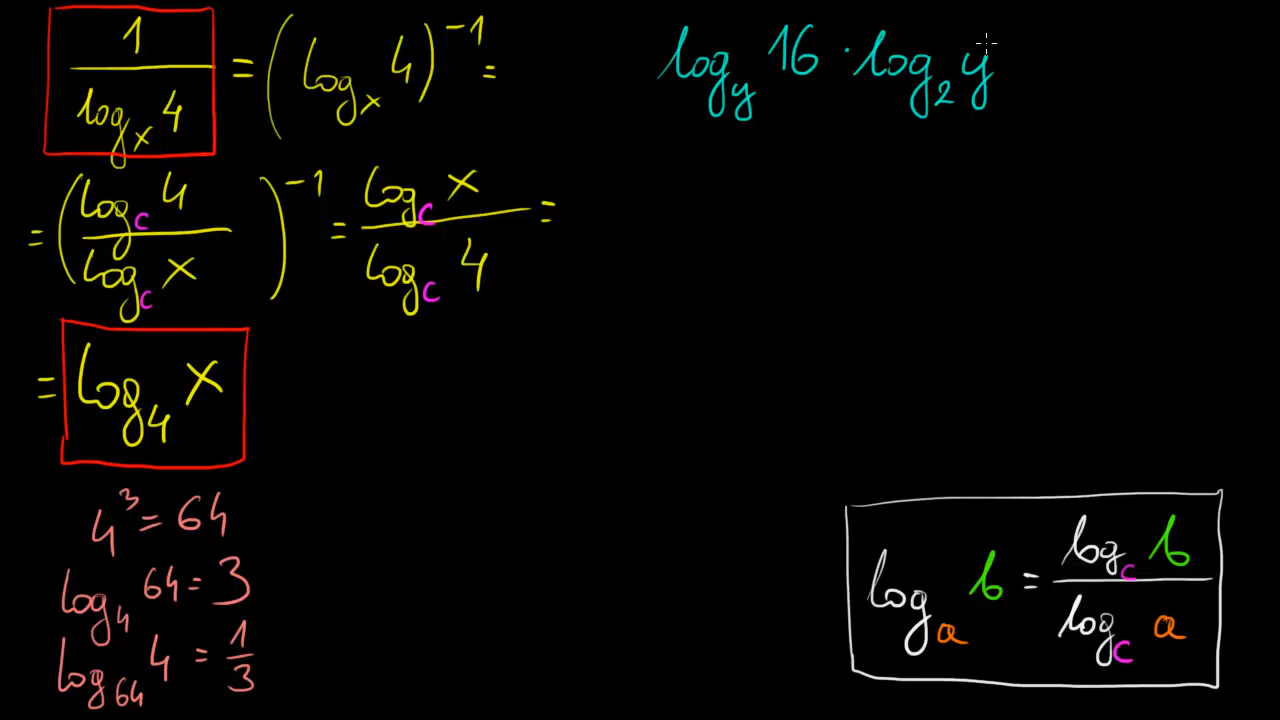 1/(log_x 4) = (log_x 4)^-1 =
= ((log_c 4)/(log_c x))^-1 = (log_c x)/(log_c 4) =
= log_4 x
4^3 = 64
log_4 64 = 3
log_64 4 = 1/3
log_y 16 · log_2 y
log_a b = (log_c b)/(log_c a)